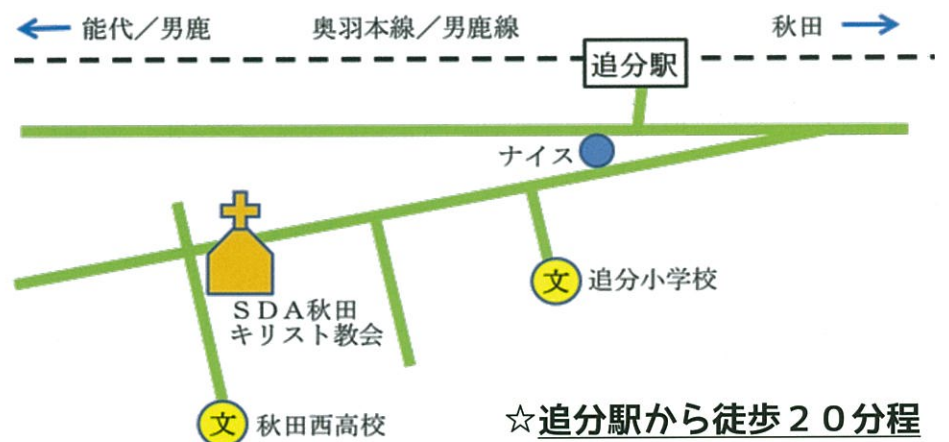 能代／男鹿
奥羽本線／男鹿線
秋田
追分駅
ナイス
文
追分小学校
ＳＤＡ秋田
キリスト教会
文
秋田西高校
☆追分駅から徒歩２０分程